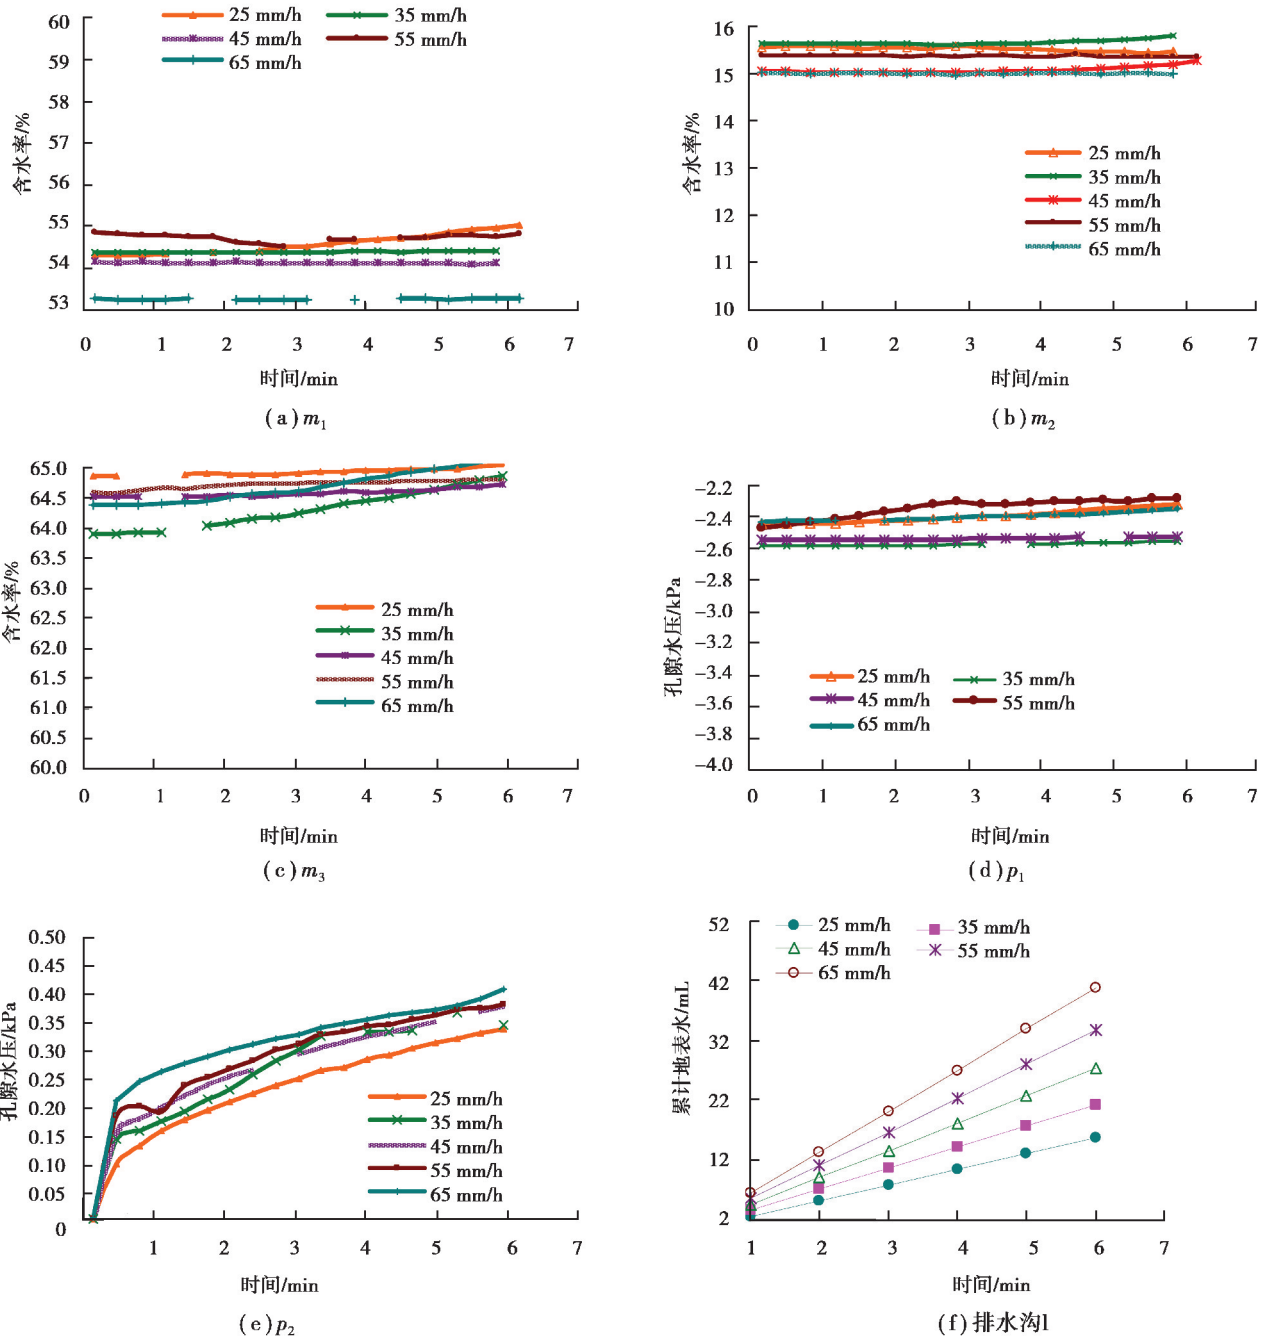 60
59
58
57
56
55
54
53
含水率/%
25 mm/h
35 mm/h
45 mm/h
55 mm/h
65 mm/h
0 1 2 3 4 5 6 7
时间/min
(a) m₁
16
15
14
13
12
11
10
含水率/%
25 mm/h
35 mm/h
45 mm/h
55 mm/h
65 mm/h
0 1 2 3 4 5 6 7
时间/min
(b) m₂
65.0
64.5
64.0
63.5
63.0
62.5
62.0
61.5
61.0
60.5
60.0
含水率/%
25 mm/h
35 mm/h
45 mm/h
55 mm/h
65 mm/h
0 1 2 3 4 5 6 7
时间/min
(c) m₃
−2.2
−2.4
−2.6
−2.8
−3.0
−3.2
−3.4
−3.6
−3.8
−4.0
孔隙水压/kPa
25 mm/h
35 mm/h
45 mm/h
55 mm/h
65 mm/h
0 1 2 3 4 5 6 7
时间/min
(d) p₁
0.50
0.45
0.40
0.35
0.30
0.25
0.20
0.15
0.10
0.05
0
孔隙水压/kPa
25 mm/h
35 mm/h
45 mm/h
55 mm/h
65 mm/h
1 2 3 4 5 6 7
时间/min
(e) p₂
52
42
32
22
12
2
累计地表水/mL
25 mm/h
35 mm/h
45 mm/h
55 mm/h
65 mm/h
1 2 3 4 5 6 7
时间/min
(f) 排水沟1